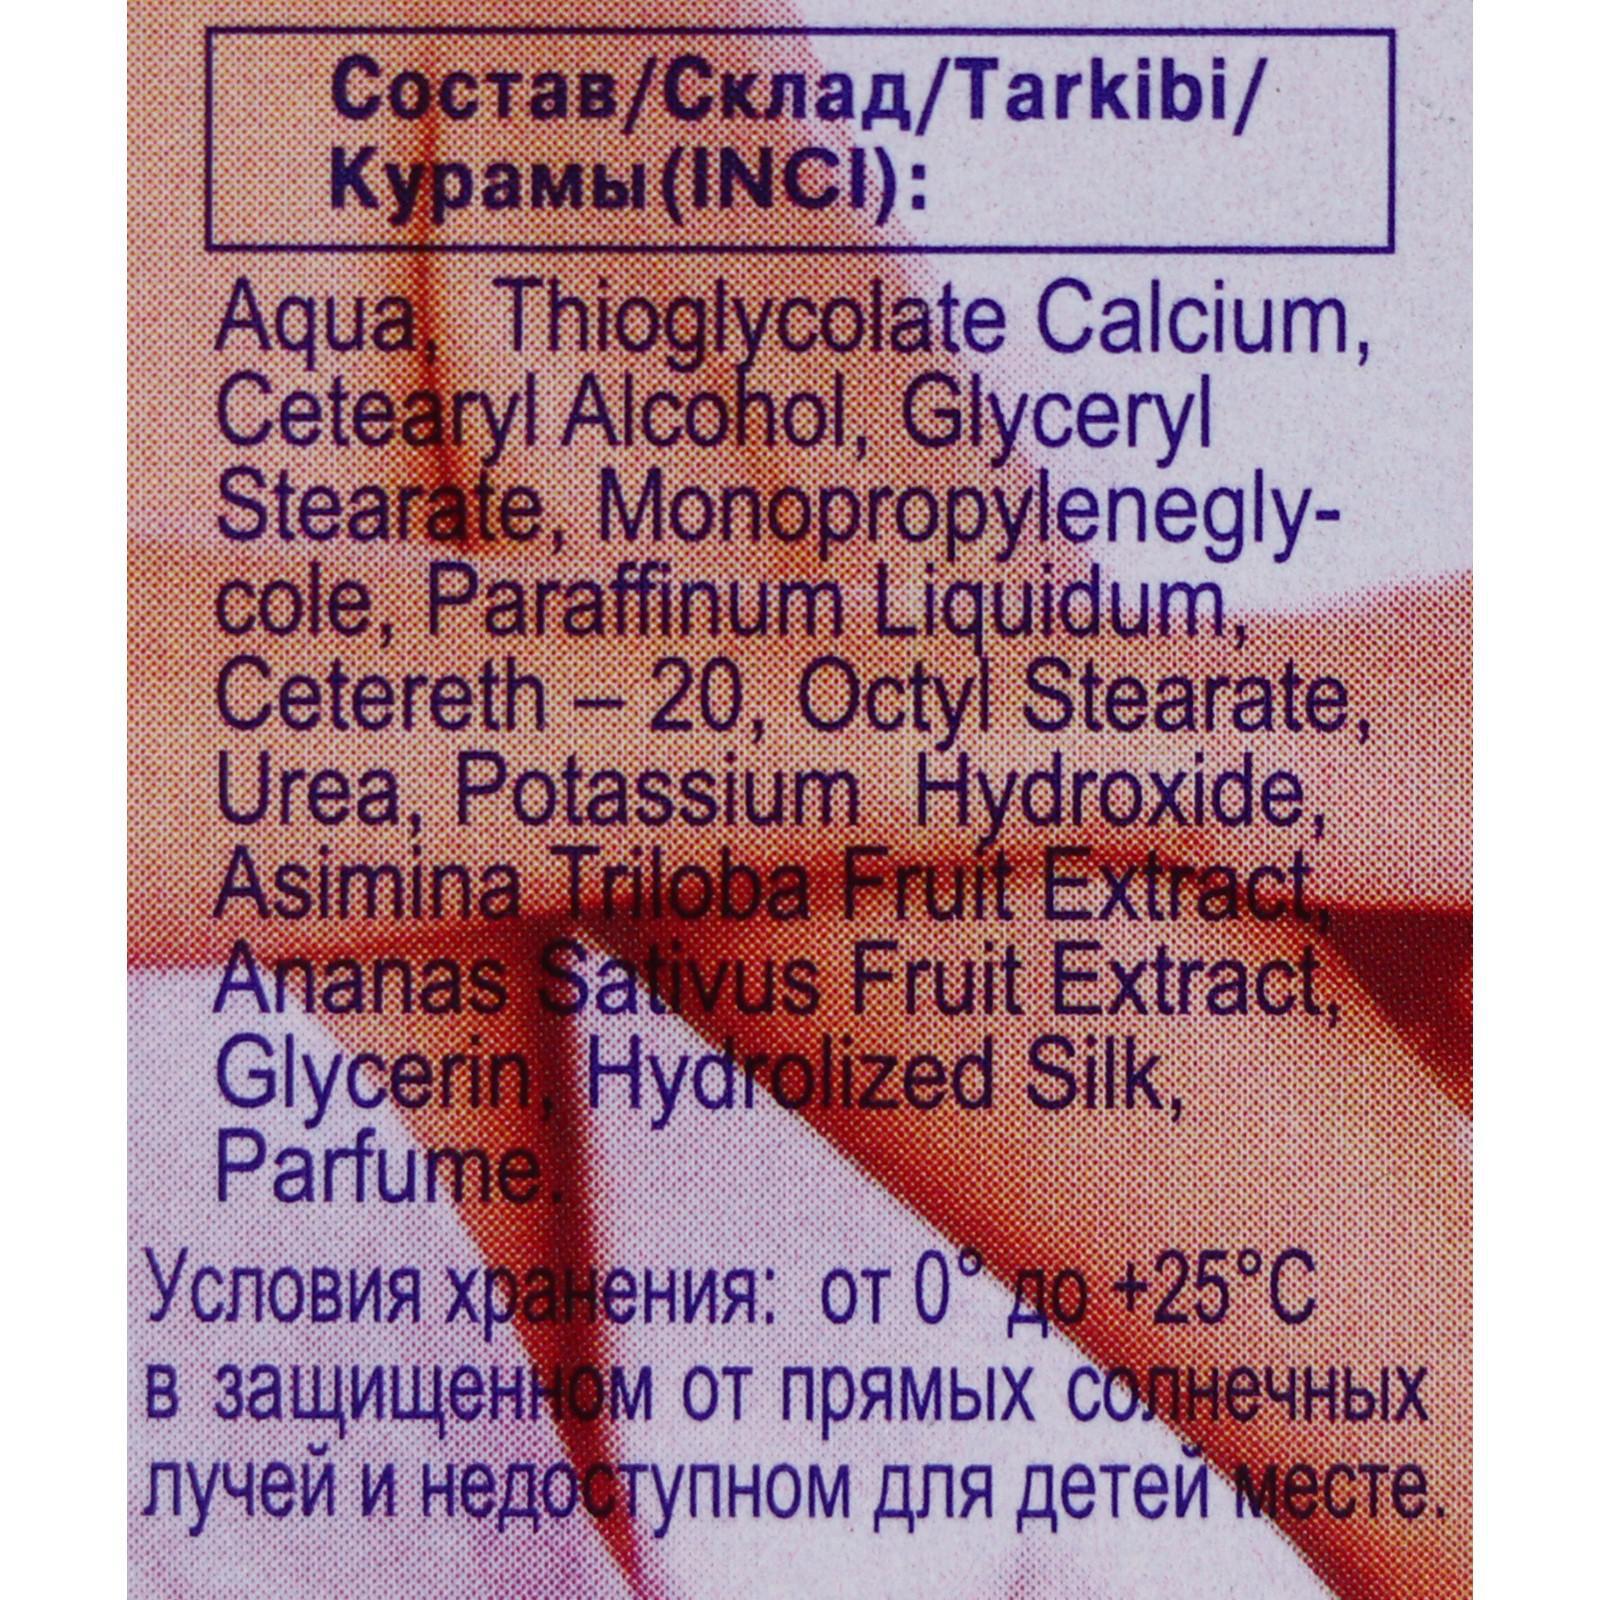 Состав/Склад/Tarkibi/
Курамы(INCI):
Aqua, Thioglycolate Calcium,
Cetearyl Alcohol, Glyceryl
Stearate, Monopropylenegly-
cole, Paraffinum Liquidum,
Cetereth – 20, Octyl Stearate,
Urea, Potassium Hydroxide,
Asimina Triloba Fruit Extract,
Ananas Sativus Fruit Extract,
Glycerin, Hydrolized Silk,
Parfume.
Условия хранения: от 0° до +25°C
в защищенном от прямых солнечных
лучей и недоступном для детей месте.